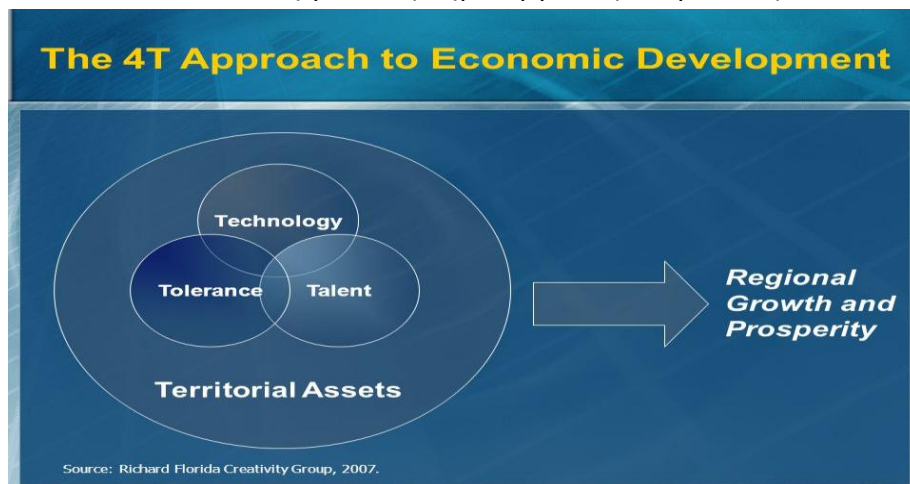 The 4T Approach to Economic Development
Technology
Tolerance
Talent
Territorial Assets
Regional
Growth and
Prosperity
Source: Richard Florida Creativity Group, 2007.